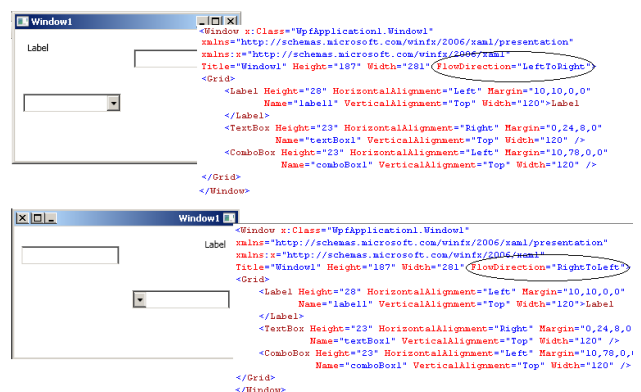 Window1
Label
<Window x:Class="WpfApplication1.Window1"
xmlns="http://schemas.microsoft.com/winfx/2006/xaml/presentation"
xmlns:x="http://schemas.microsoft.com/winfx/2006/xaml"
Title="Window1" Height="187" Width="281" FlowDirection="LeftToRight">
<Grid>
<Label Height="28" HorizontalAlignment="Left" Margin="10,10,0,0"
Name="label1" VerticalAlignment="Top" Width="120">Label
</Label>
<TextBox Height="23" HorizontalAlignment="Right" Margin="0,24,8,0"
Name="textBox1" VerticalAlignment="Top" Width="120" />
<ComboBox Height="23" HorizontalAlignment="Left" Margin="10,78,0,0"
Name="comboBox1" VerticalAlignment="Top" Width="120" />
</Grid>
</Window>
Window1
Label
<Window x:Class="WpfApplication1.Window1"
xmlns="http://schemas.microsoft.com/winfx/2006/xaml/presentation"
xmlns:x="http://schemas.microsoft.com/winfx/2006/xaml"
Title="Window1" Height="187" Width="281" FlowDirection="RightToLeft">
<Grid>
<Label Height="28" HorizontalAlignment="Left" Margin="10,10,0,0"
Name="label1" VerticalAlignment="Top" Width="120">Label
</Label>
<TextBox Height="23" HorizontalAlignment="Right" Margin="0,24,8,0
Name="textBox1" VerticalAlignment="Top" Width="120" />
<ComboBox Height="23" HorizontalAlignment="Left" Margin="10,78,0,0
Name="comboBox1" VerticalAlignment="Top" Width="120" />
</Grid>
</Window>